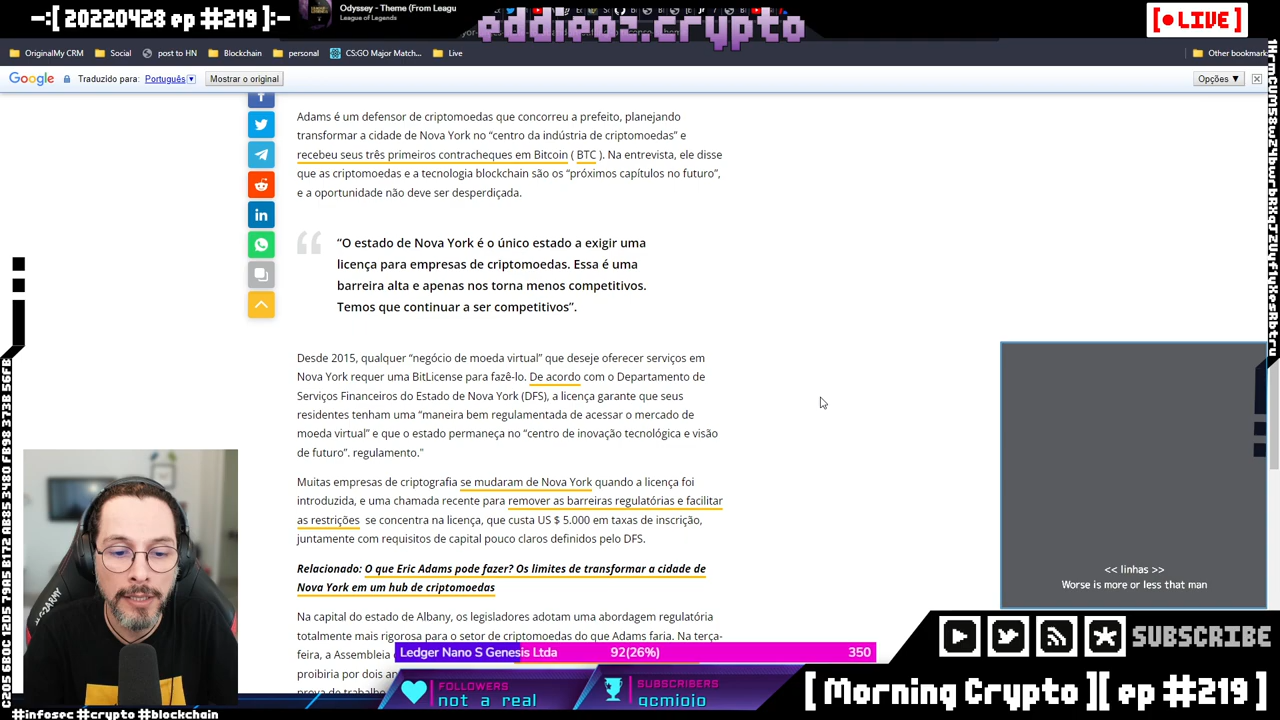 -:[ 20220428 ep #219 ]:-
Odyssey - Theme (From Leagu
League of Legends
eddieoz.crypto
[● LIVE ]
OriginalMy CRM
Social
post to HN
Blockchain
personal
CS:GO Major Match...
Live
Other bookmark
Google
Traduzido para: Português
Mostrar o original
Opções ▼
Adams é um defensor de criptomoedas que concorreu a prefeito, planejando
transformar a cidade de Nova York no “centro da indústria de criptomoedas” e
recebeu seus três primeiros contracheques em Bitcoin ( BTC ). Na entrevista, ele disse
que as criptomoedas e a tecnologia blockchain são os “próximos capítulos no futuro”,
e a oportunidade não deve ser desperdiçada.
“O estado de Nova York é o único estado a exigir uma
licença para empresas de criptomoedas. Essa é uma
barreira alta e apenas nos torna menos competitivos.
Temos que continuar a ser competitivos”.
Desde 2015, qualquer “negócio de moeda virtual” que deseje oferecer serviços em
Nova York requer uma BitLicense para fazê-lo. De acordo com o Departamento de
Serviços Financeiros do Estado de Nova York (DFS), a licença garante que seus
residentes tenham uma “maneira bem regulamentada de acessar o mercado de
moeda virtual” e que o estado permaneça no “centro de inovação tecnológica e visão
de futuro”. regulamento."
Muitas empresas de criptografia se mudaram de Nova York quando a licença foi
introduzida, e uma chamada recente para remover as barreiras regulatórias e facilitar
as restrições se concentra na licença, que custa US $ 5.000 em taxas de inscrição,
juntamente com requisitos de capital pouco claros definidos pelo DFS.
Relacionado: O que Eric Adams pode fazer? Os limites de transformar a cidade de
Nova York em um hub de criptomoedas
Na capital do estado de Albany, os legisladores adotam uma abordagem regulatória
totalmente mais rigorosa para o setor de criptomoedas do que Adams faria. Na terça-
feira, a Assembleia
proibiria por dois an
prova de trabalho
<< linhas >>
Worse is more or less that man
Ledger Nano S Genesis Ltda
92(26%)
350
FOLLOWERS
not a real
SUBSCRIBERS
gcmiojo
SUBSCRIBE
[ Morning Crypto ][ ep #219 ]
#infosec #crypto #blockchain